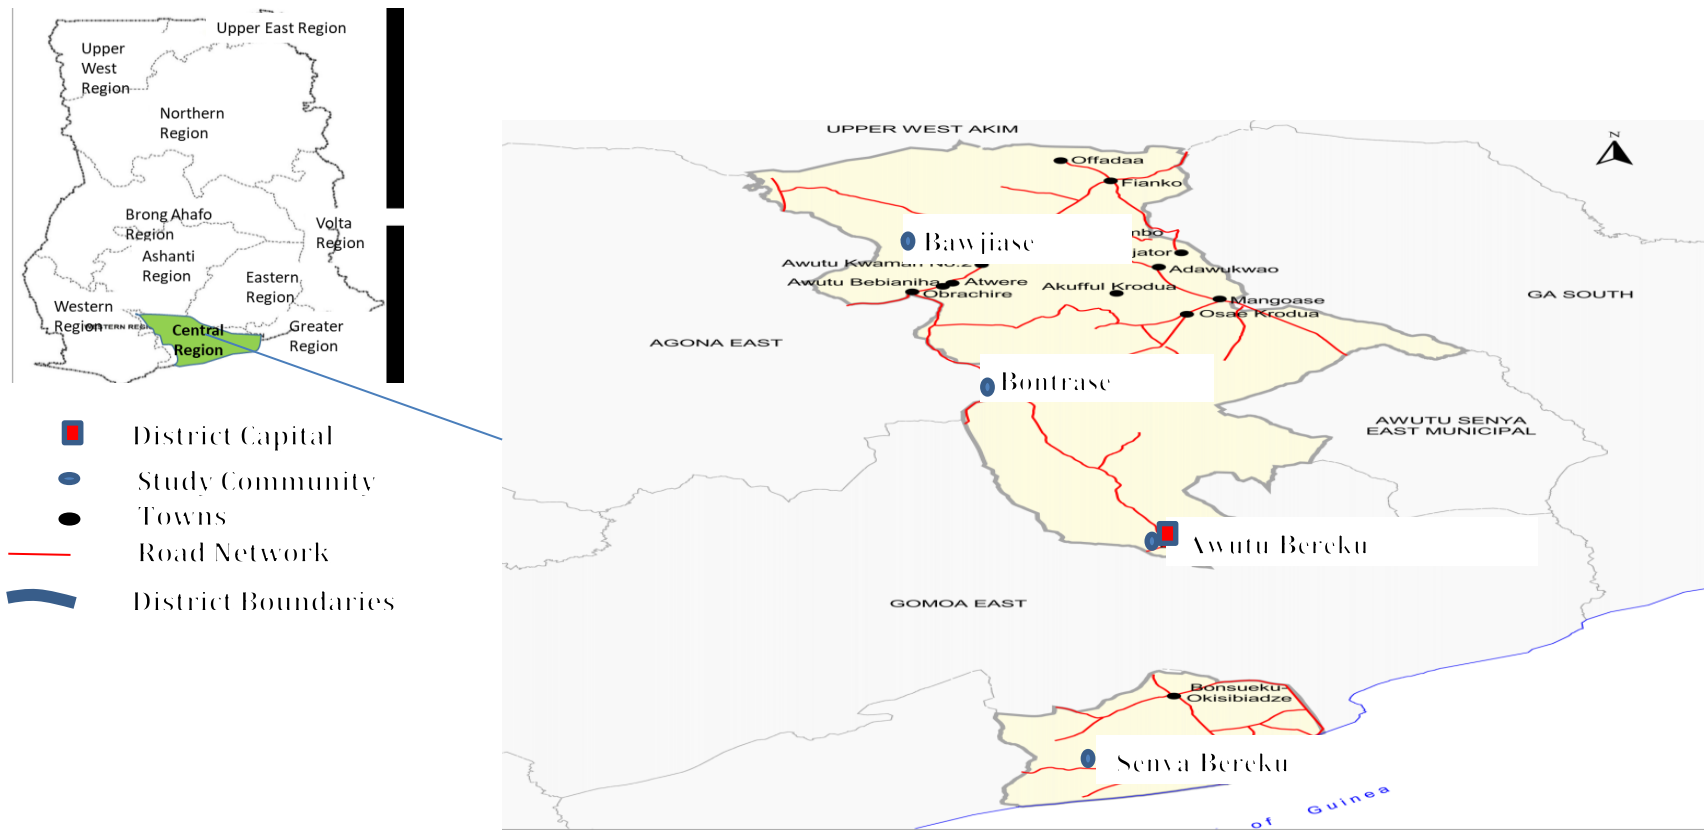 Upper East Region
Upper
West
Region
Northern
Region
Brong Ahafo
Region
Volta
Region
Ashanti
Region
Eastern
Region
Western
Region
Central
Region
Greater
Region
District Capital
Study Community
Towns
Road Network
District Boundaries
UPPER WEST AKIM
N
Offadaa
Fianko
Bawjiase
Adawukwao
Awutu Bebianiha
Atwere
Obrachire
Akufful Krodua
Mangoase
Osae Krodua
GA SOUTH
AGONA EAST
Bontrase
AWUTU SENYA
EAST MUNICIPAL
Awutu Bereku
GOMOA EAST
Bonsueku-
Okisibiadze
Senya Bereku
of Guinea